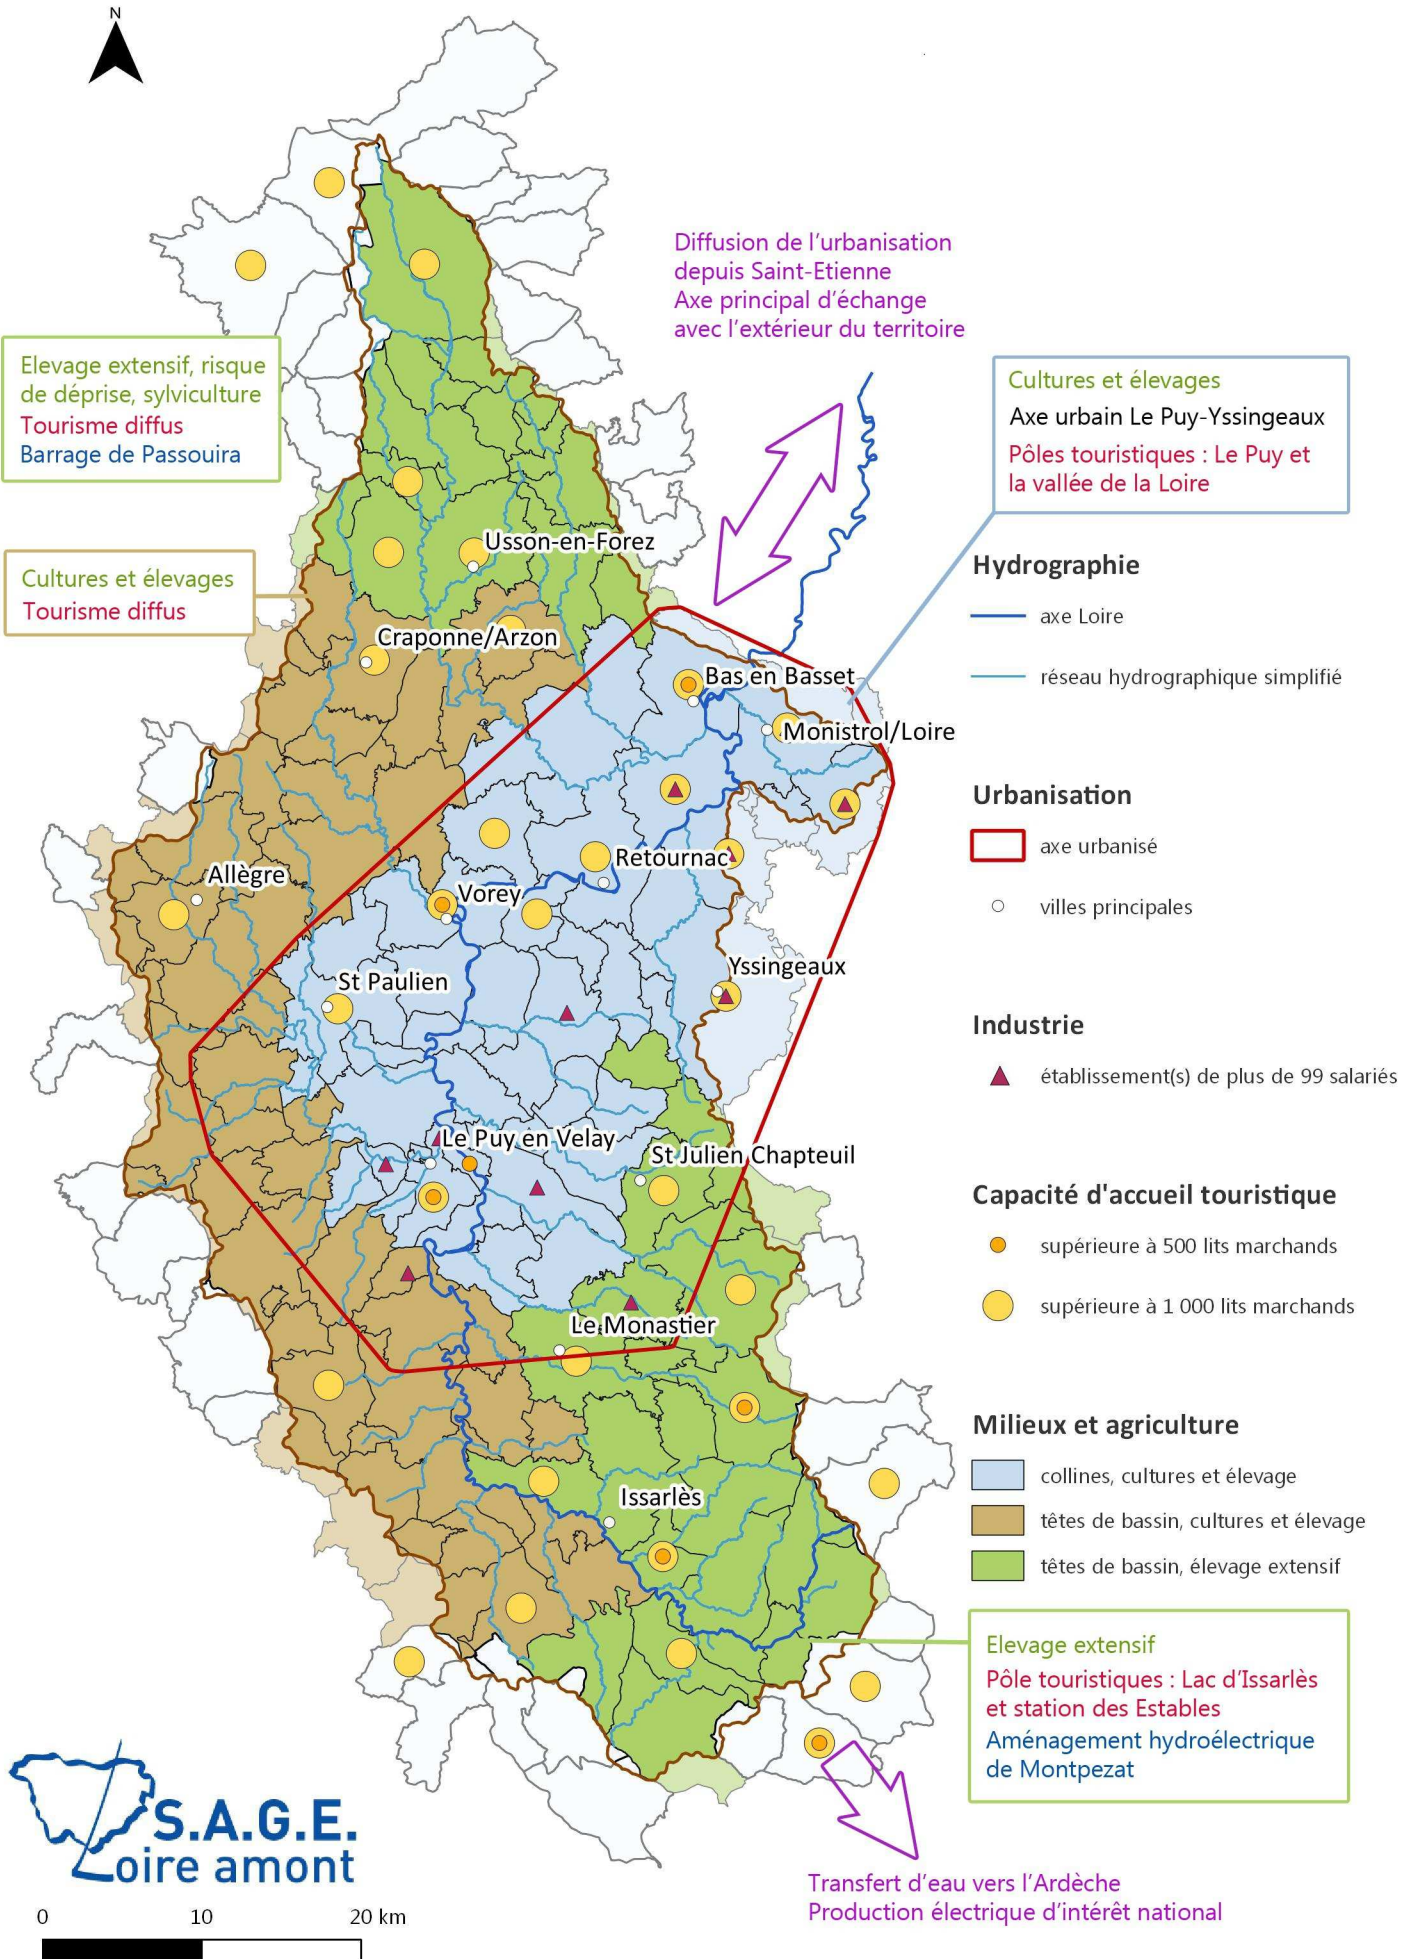 N
Diffusion de l'urbanisation
depuis Saint-Etienne
Axe principal d'échange
avec l'extérieur du territoire
Elevage extensif, risque
de déprise, sylviculture
Tourisme diffus
Barrage de Passouira
Cultures et élevages
Axe urbain Le Puy-Yssingeaux
Pôles touristiques : Le Puy et
la vallée de la Loire
Cultures et élevages
Tourisme diffus
Usson-en-Forez
Craponne/Arzon
Bas en Basset
Monistrol/Loire
Retournac
Allègre
Vorey
Yssingeaux
St Paulien
Le Puy en Velay
St Julien Chapteuil
Le Monastier
Issarlès
Hydrographie
axe Loire
réseau hydrographique simplifié
Urbanisation
axe urbanisé
villes principales
Industrie
établissement(s) de plus de 99 salariés
Capacité d'accueil touristique
supérieure à 500 lits marchands
supérieure à 1 000 lits marchands
Milieux et agriculture
collines, cultures et élevage
têtes de bassin, cultures et élevage
têtes de bassin, élevage extensif
Elevage extensif
Pôle touristiques : Lac d'Issarlès
et station des Estables
Aménagement hydroélectrique
de Montpezat
Transfert d'eau vers l'Ardèche
Production électrique d'intérêt national
S.A.G.E.
Loire amont
0 10 20 km